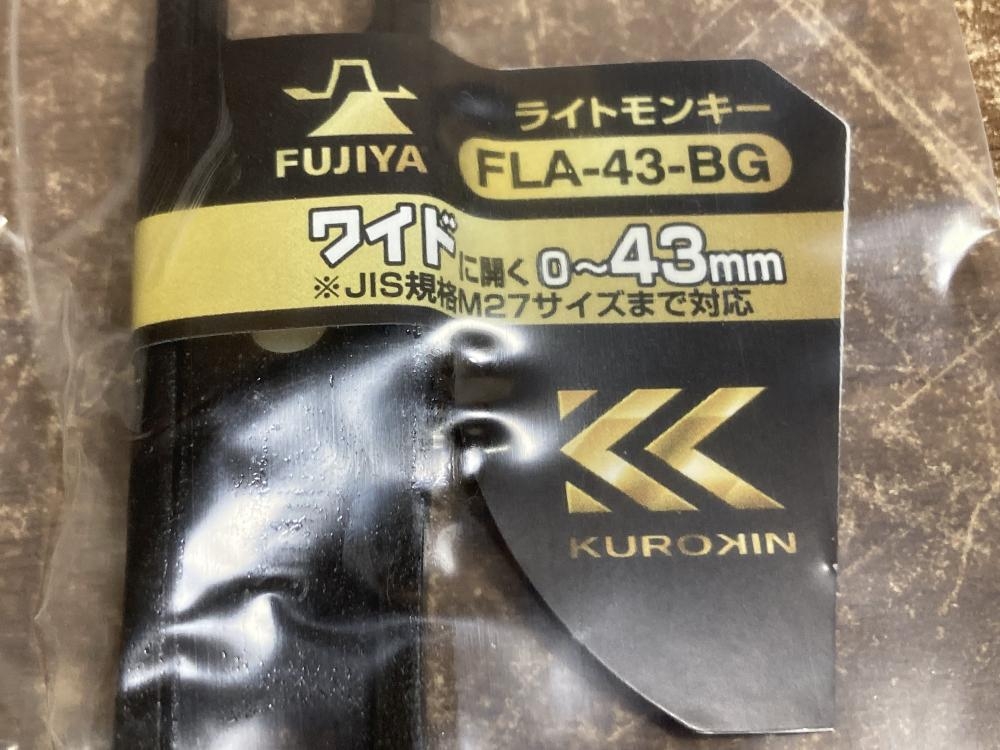 FUJIYA
ライトモンキー
FLA-43-BG
ワイドに開く 0～43mm
※JIS規格M27サイズまで対応
KUROKIN